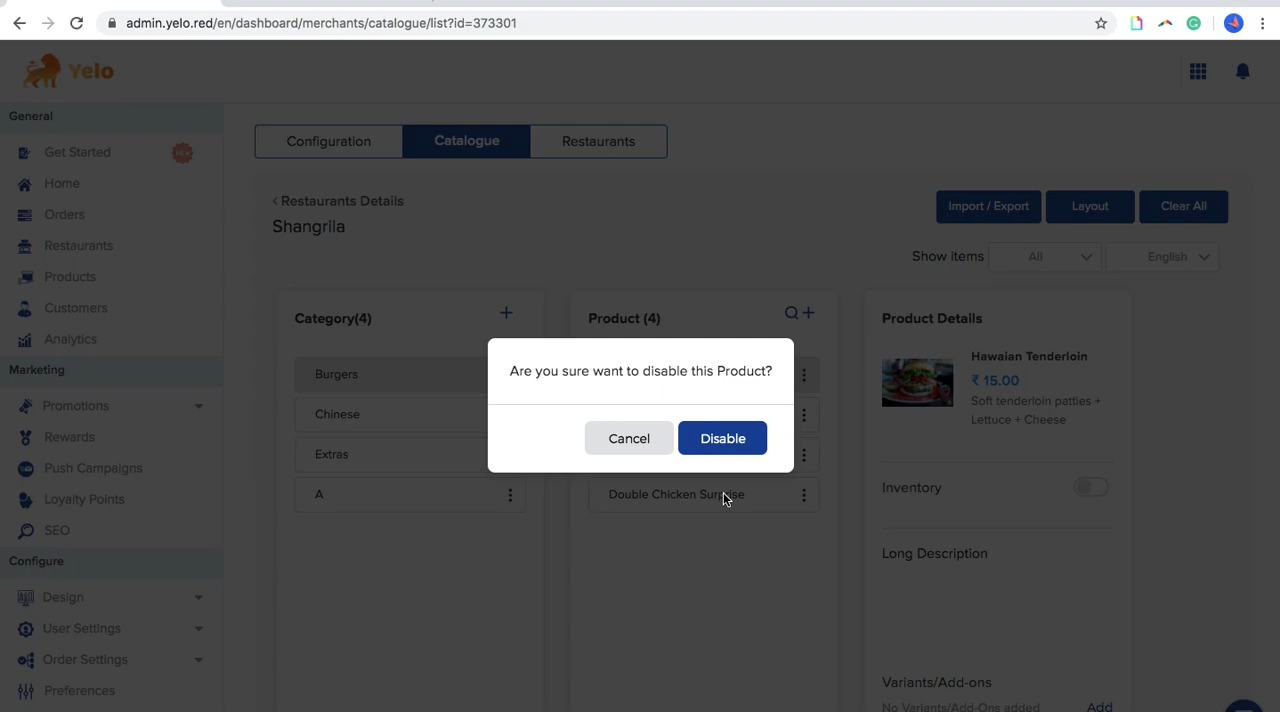 admin.yelo.red/en/dashboard/merchants/catalogue/list?id=373301
Yelo
General
Get Started
NEW
Home
Orders
Restaurants
Products
Customers
Analytics
Marketing
Promotions
Rewards
Push Campaigns
Loyalty Points
SEO
Configure
Design
User Settings
Order Settings
Preferences
Configuration
Catalogue
Restaurants
< Restaurants Details
Shangrila
Import / Export
Layout
Clear All
Show items
All
English
Category(4)
+
Burgers
Chinese
Extras
A
Product (4)
+
Double Chicken Surprise
Product Details
Hawaian Tenderloin
₹ 15.00
Soft tenderloin patties +
Lettuce + Cheese
Inventory
Long Description
Variants/Add-ons
No Variants/Add-Ons added
Add
Are you sure want to disable this Product?
Cancel
Disable